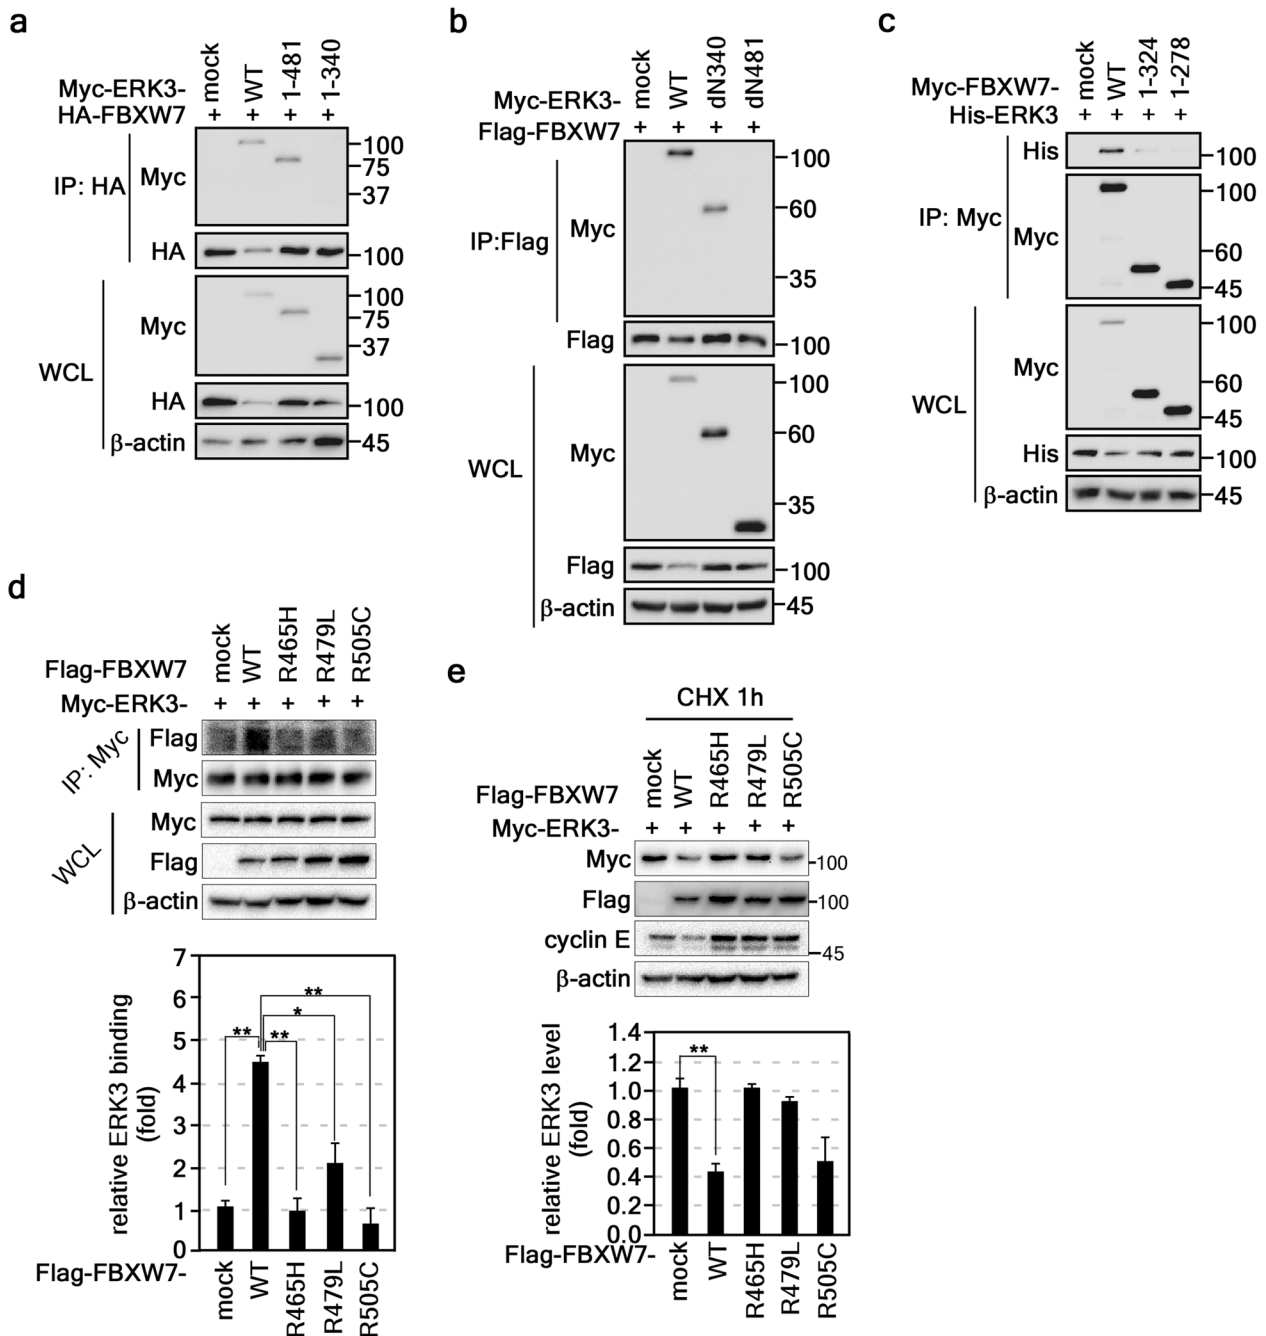 a
mock
WT
1-481
1-340
Myc-ERK3-
HA-FBXW7 + + + +
IP: HA
Myc
100
75
37
HA
100
WCL
Myc
100
75
37
HA
100
β-actin
45
b
mock
WT
dN340
dN481
Myc-ERK3-
Flag-FBXW7 + + + +
IP:Flag
Myc
100
60
35
Flag
100
WCL
Myc
100
60
35
Flag
100
β-actin
45
c
mock
WT
1-324
1-278
Myc-FBXW7-
His-ERK3 + + + +
IP: Myc
His
100
Myc
100
60
45
WCL
Myc
100
60
45
His
100
β-actin
45
d
mock
WT
R465H
R479L
R505C
Flag-FBXW7
Myc-ERK3- + + + + +
IP: Myc
Flag
Myc
WCL
Myc
Flag
β-actin
relative ERK3 binding
(fold)
7
6
5
4
3
2
1
0
**
*
** **
Flag-FBXW7-
mock
WT
R465H
R479L
R505C
e
CHX 1h
mock
WT
R465H
R479L
R505C
Flag-FBXW7
Myc-ERK3- + + + + +
Myc
100
Flag
100
cyclin E
45
β-actin
relative ERK3 level
(fold)
1.4
1.2
1.0
0.8
0.6
0.4
0.2
0.0
**
Flag-FBXW7-
mock
WT
R465H
R479L
R505C